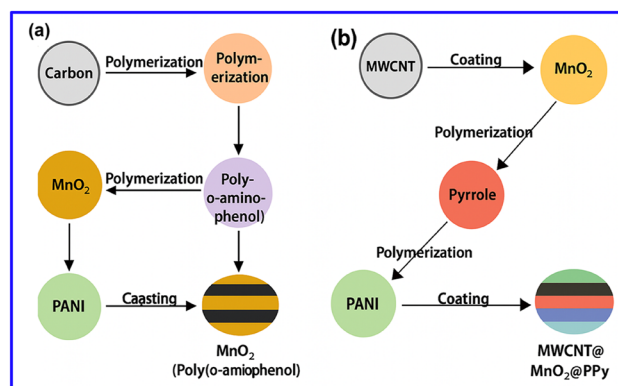 (a)
Carbon
Polymerization
Polym-
erization
Polymerization
MnO₂
Poly-
o-amino-
phenol)
PANI
Caasting
MnO₂
(Poly(o-amiophenol)
(b)
MWCNT
Coating
MnO₂
Polymerization
Pyrrole
Polymerization
PANI
Coating
MWCNT@
MnO₂@PPy